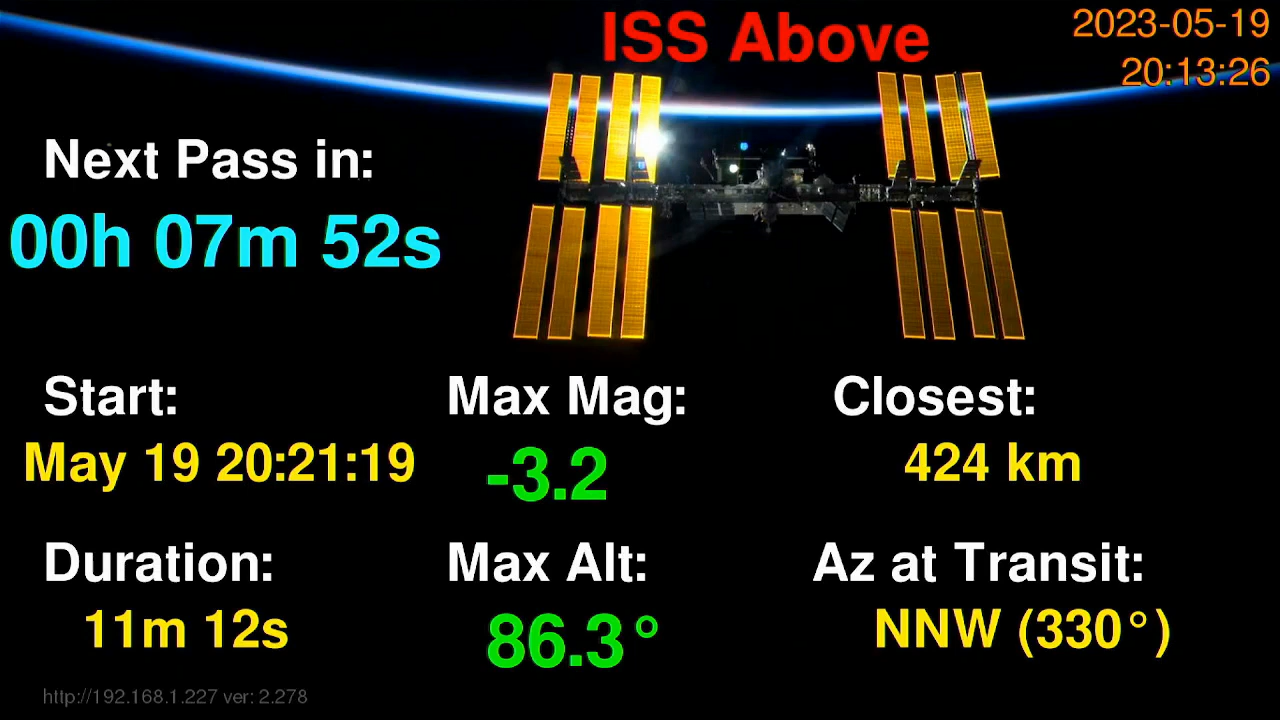 ISS Above
2023-05-19
20:13:26
Next Pass in:
00h 07m 52s
Start:
May 19 20:21:19
Max Mag:
-3.2
Closest:
424 km
Duration:
11m 12s
Max Alt:
86.3°
Az at Transit:
NNW (330°)
http://192.168.1.227 ver: 2.278